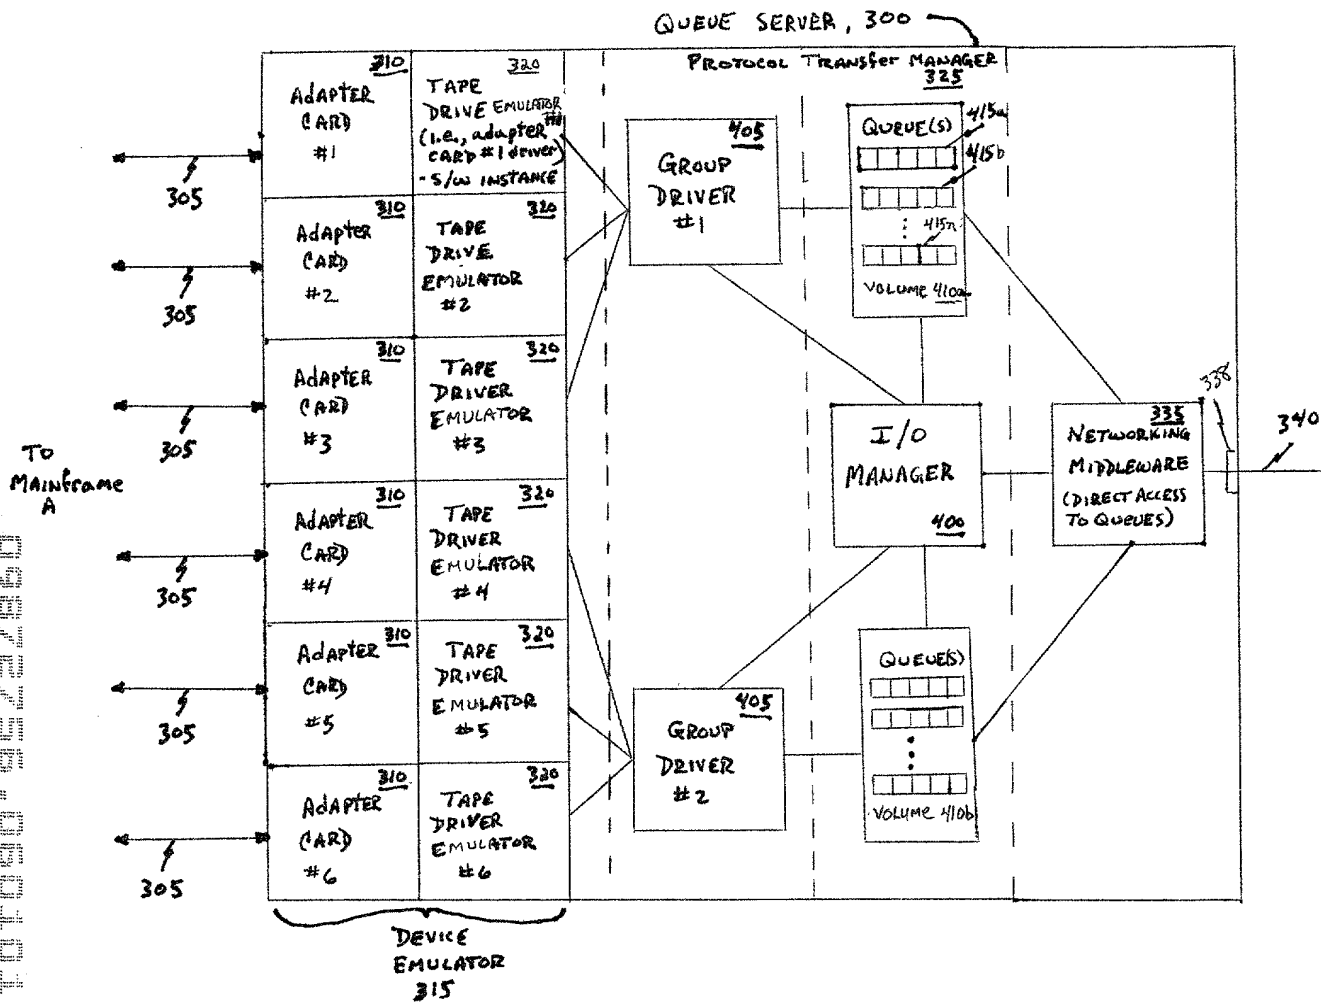 QUEUE SERVER, 300
PROTOCOL TRANSFER MANAGER
325
310
ADAPTER
CARD
#1
320
TAPE
DRIVE EMULATOR
#1
(i.e., adapter
CARD #1 driver)
- S/W INSTANCE
305
310
ADAPTER
CARD
#2
320
TAPE
DRIVE
EMULATOR
#2
305
310
ADAPTER
CARD
#3
320
TAPE
DRIVER
EMULATOR
#3
305
TO
MAINFRAME
A
310
ADAPTER
CARD
#4
320
TAPE
DRIVER
EMULATOR
#4
305
310
ADAPTER
CARD
#5
320
TAPE
DRIVER
EMULATOR
#5
305
310
ADAPTER
CARD
#6
320
TAPE
DRIVER
EMULATOR
#6
305
DEVICE
EMULATOR
315
405
GROUP
DRIVER
#1
QUEUE(S)
415a
415b
415n
VOLUME 410a
I/O
MANAGER
400
335
NETWORKING
MIDDLEWARE
(DIRECT ACCESS
TO QUEUES)
338
340
405
GROUP
DRIVER
#2
QUEUE(S)
VOLUME 410b